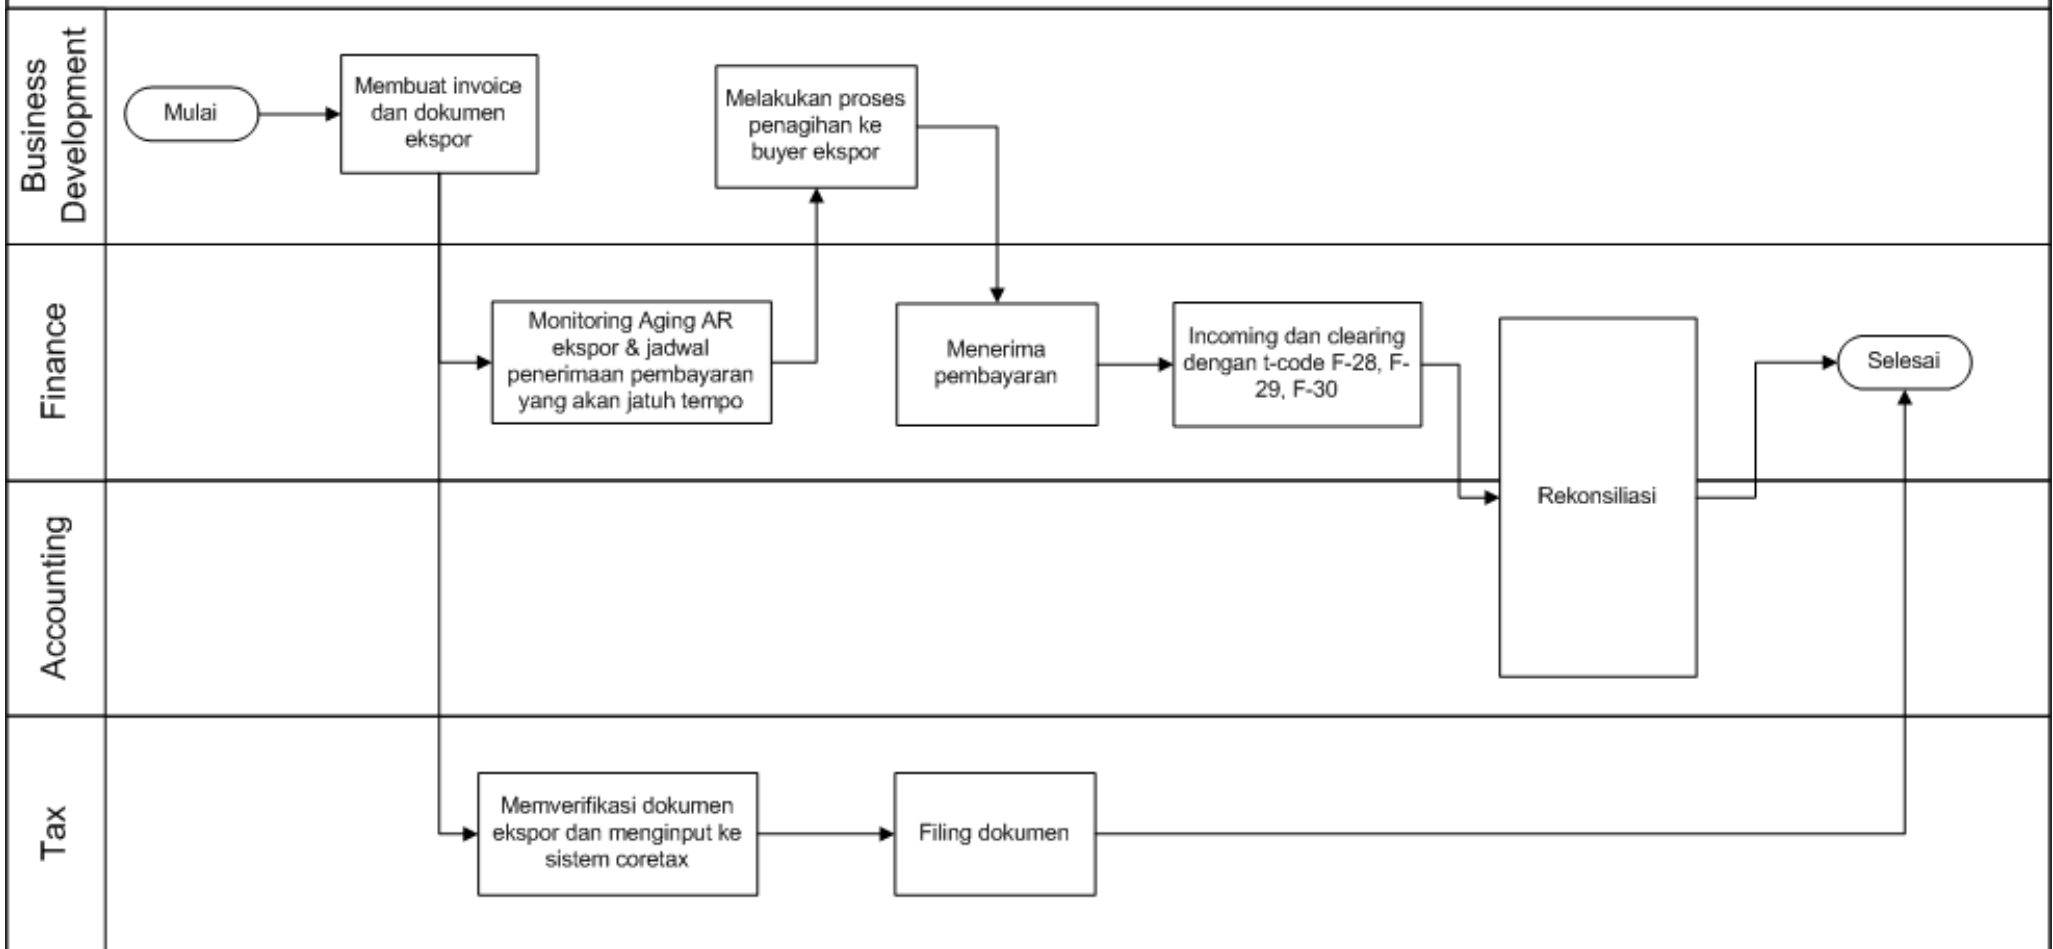 Business
Development
Mulai
Membuat invoice
dan dokumen
ekspor
Melakukan proses
penagihan ke
buyer ekspor
Finance
Monitoring Aging AR
ekspor & jadwal
penerimaan pembayaran
yang akan jatuh tempo
Menerima
pembayaran
Incoming dan clearing
dengan t-code F-28, F-
29, F-30
Selesai
Accounting
Rekonsiliasi
Tax
Memverifikasi dokumen
ekspor dan menginput ke
sistem coretax
Filing dokumen